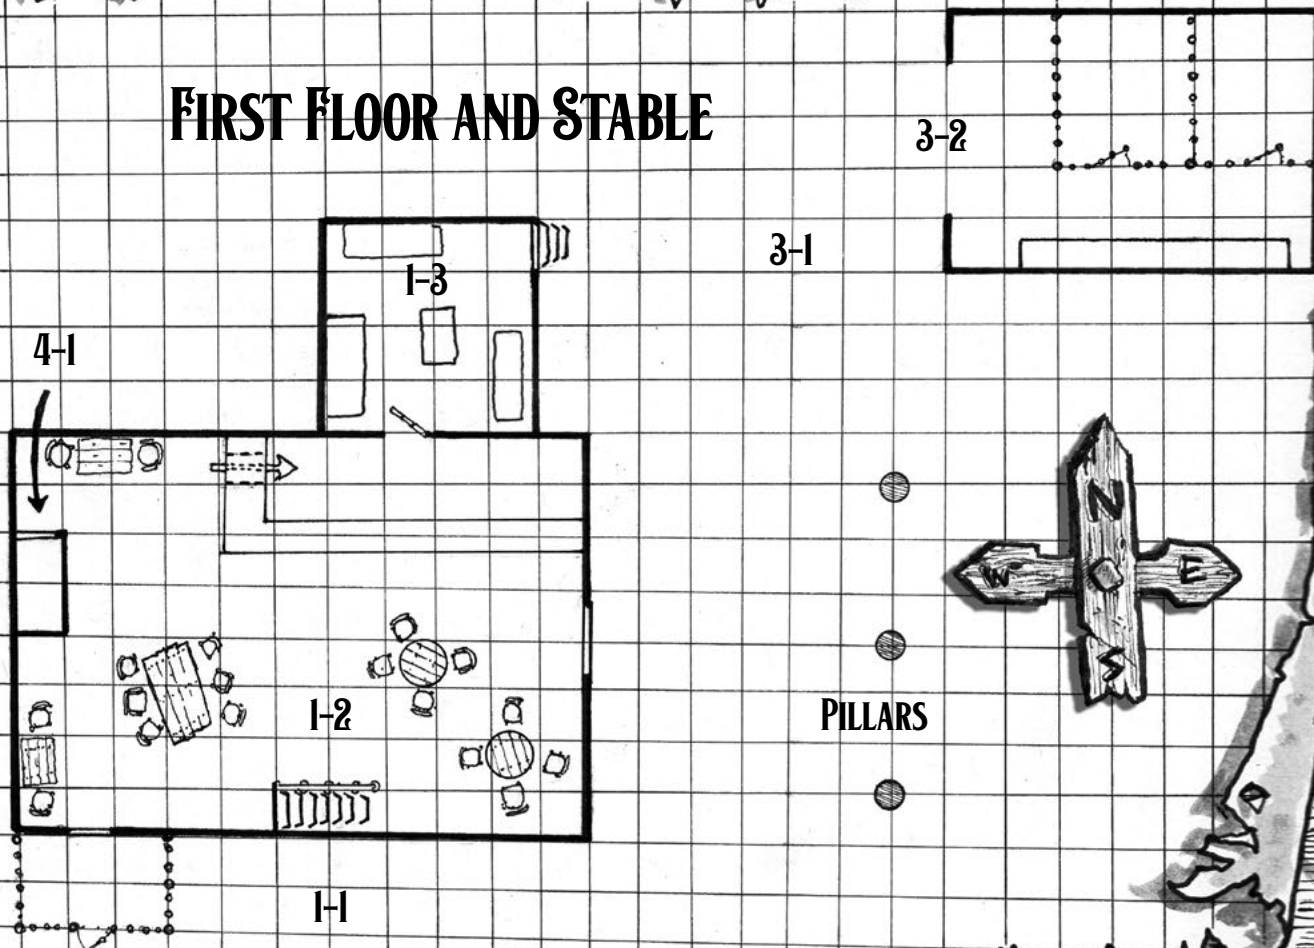 First Floor and Stable
3-2
3-1
1-3
4-1
N
W
E
S
1-2
Pillars
1-1